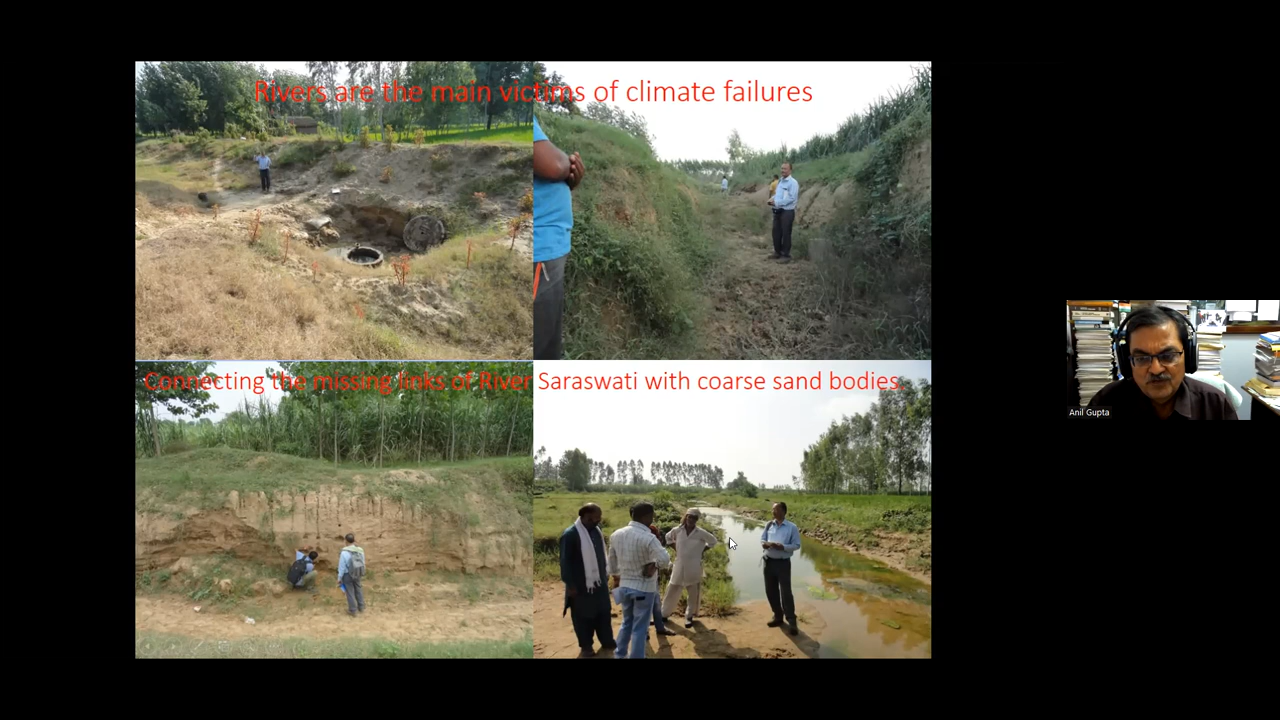 Rivers are the main victims of climate failures
Connecting the missing links of River Saraswati with coarse sand bodies.
Anil Gupta